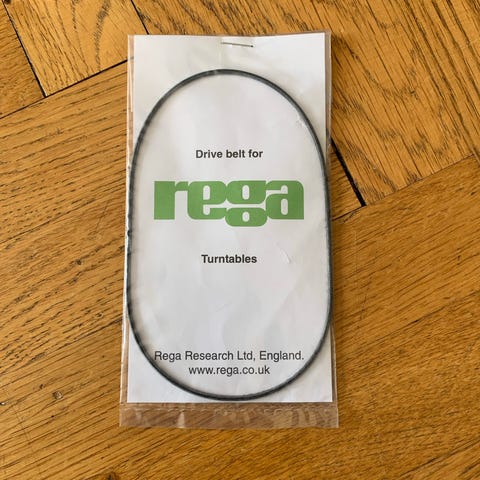 Drive belt for
rega
Turntables
Rega Research Ltd, England.
www.rega.co.uk